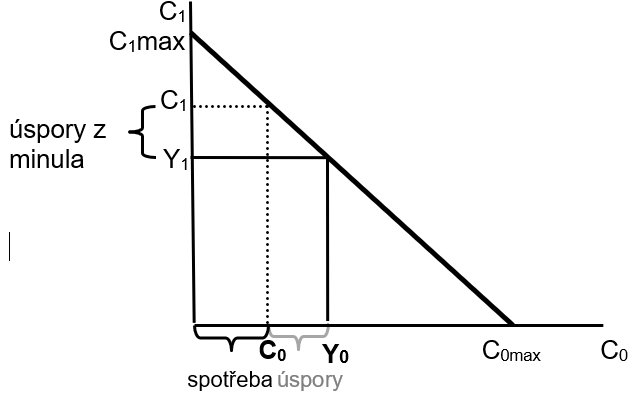 C₁
C₁max
C₁
úspory z
minula
Y₁
C₀ Y₀ C₀max C₀
spotřeba úspory